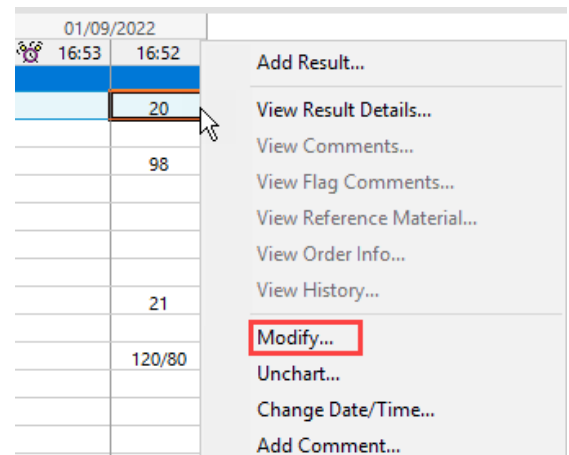 01/09/2022
16:53 16:52
Add Result...
20
View Result Details...
View Comments...
98
View Flag Comments...
View Reference Material...
View Order Info...
View History...
21
Modify...
120/80
Unchart...
Change Date/Time...
Add Comment...